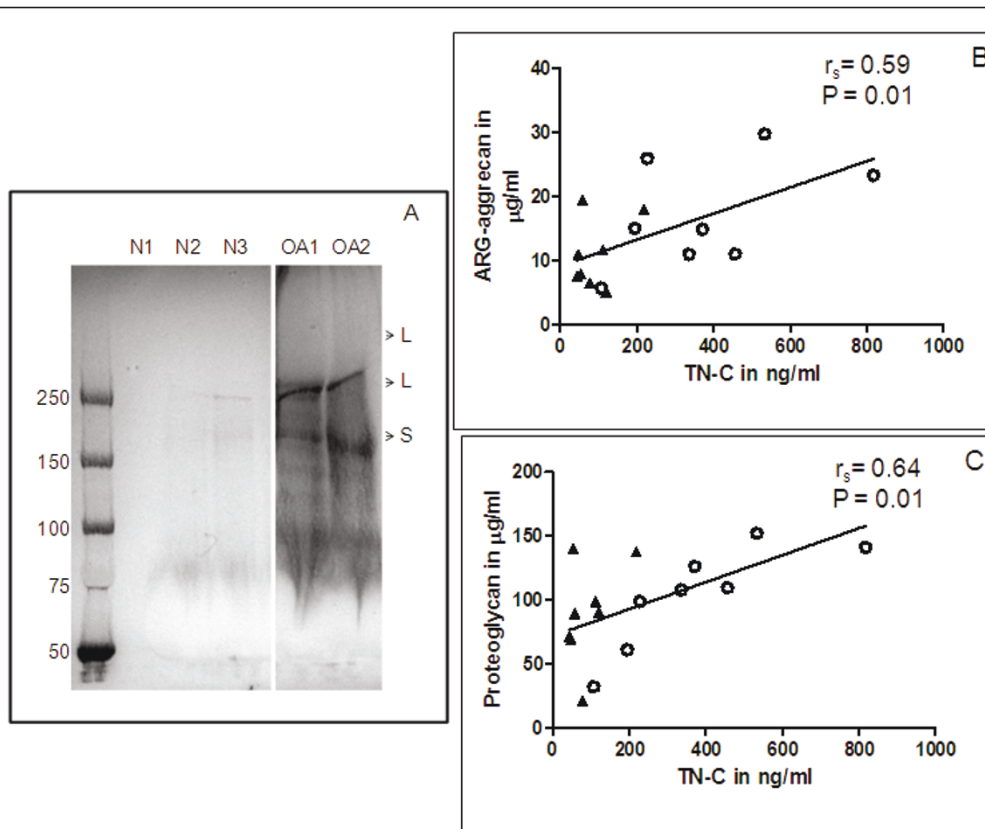 A
N1 N2 N3 OA1 OA2
L
L
S
250
150
100
75
50
B
rs= 0.59
P = 0.01
ARG-aggrecan in
µg/ml
40
30
20
10
0
0 200 400 600 800 1000
TN-C in ng/ml
C
rs= 0.64
P = 0.01
Proteoglycan in µg/ml
200
150
100
50
0
0 200 400 600 800 1000
TN-C in ng/ml